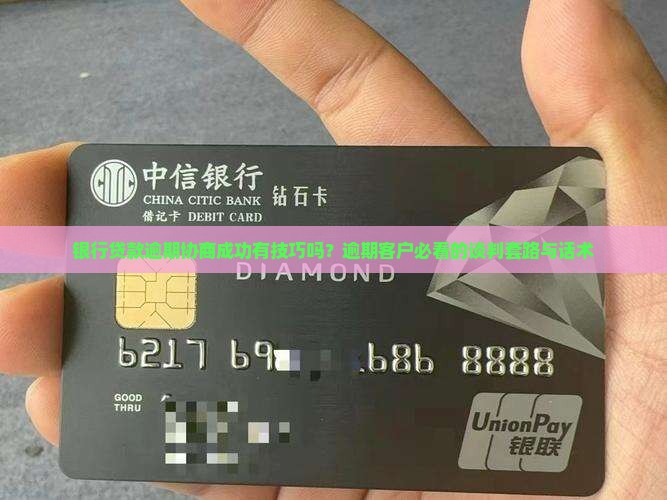 中信银行
CHINA CITIC BANK
钻石卡
借记卡 DEBIT CARD
银行贷款逾期协商成功有技巧吗？逾期客户必看的谈判套路与话术
DIAMOND
6217 69 686 8888
GOOD
THRU
UnionPay
银联